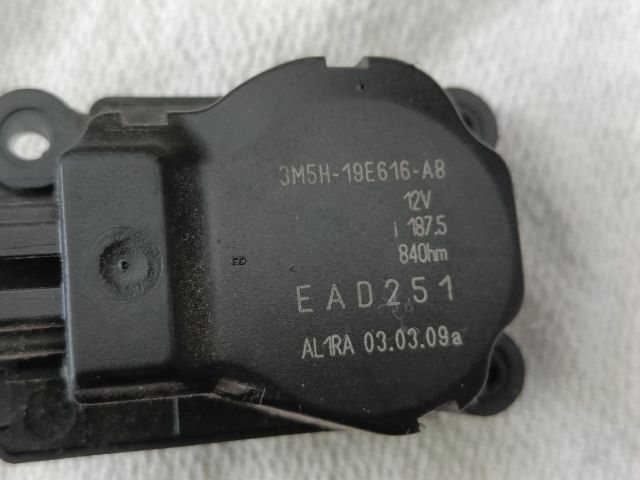 3M5H-19E616-AB
12V
i 187.5
84Ohm
EAD251
AL1RA 03.03.09a